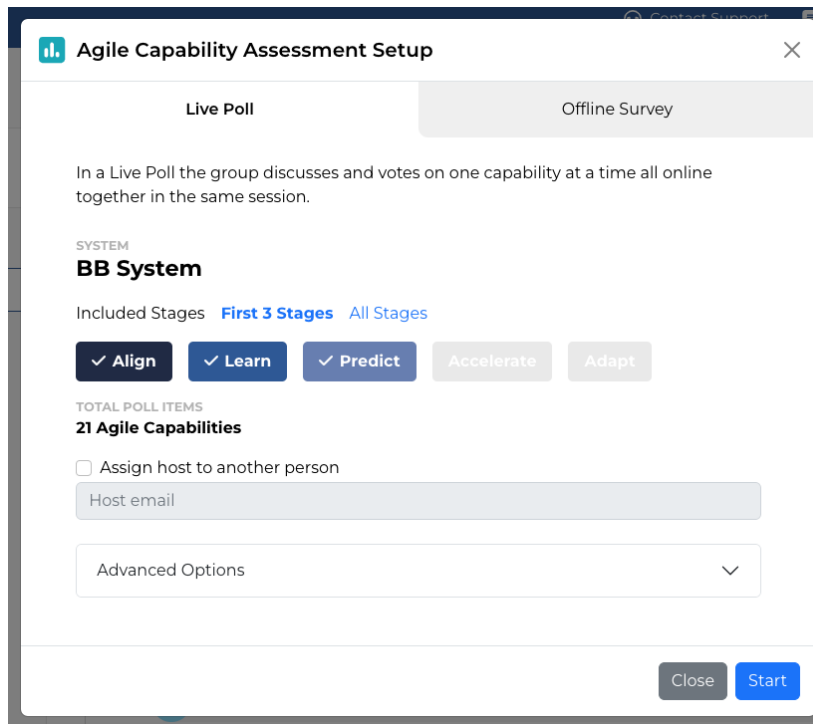 Contact Support
Agile Capability Assessment Setup
Live Poll
Offline Survey
In a Live Poll the group discusses and votes on one capability at a time all online
together in the same session.
SYSTEM
BB System
Included Stages First 3 Stages All Stages
Align Learn Predict Accelerate Adapt
TOTAL POLL ITEMS
21 Agile Capabilities
Assign host to another person
Host email
Advanced Options
Close Start